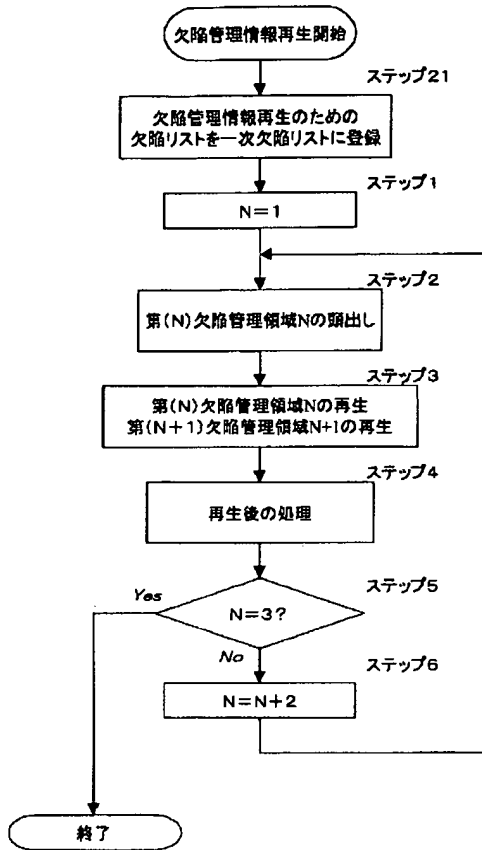 欠陥管理情報再生開始
ステップ21
欠陥管理情報再生のための
欠陥リストを一次欠陥リストに登録
ステップ1
N=1
ステップ2
第(N)欠陥管理領域Nの頭出し
ステップ3
第(N)欠陥管理領域Nの再生
第(N+1)欠陥管理領域N+1の再生
ステップ4
再生後の処理
ステップ5
Yes
N=3?
No
ステップ6
N=N+2
終了